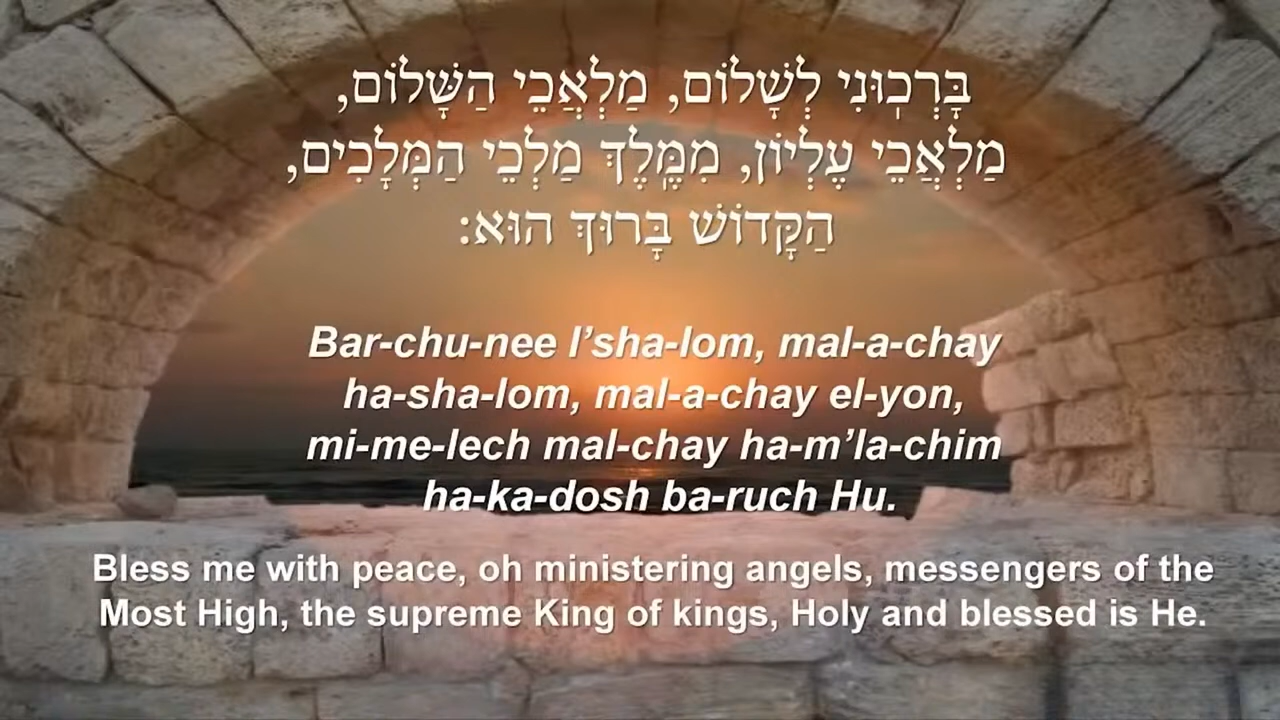 בָּרְכֽוּנִי לְשָׁלוֹם, מַלְאֲכֵי הַשָּׁלוֹם,
מַלְאֲכֵי עֶלְיוֹן, מִמֶּֽלֶךְ מַלְכֵי הַמְּלָכִים,
הַקָּדוֹשׁ בָּרוּךְ הוּא:
Bar-chu-nee l’sha-lom, mal-a-chay
ha-sha-lom, mal-a-chay el-yon,
mi-me-lech mal-chay ha-m’la-chim
ha-ka-dosh ba-ruch Hu.
Bless me with peace, oh ministering angels, messengers of the
Most High, the supreme King of kings, Holy and blessed is He.